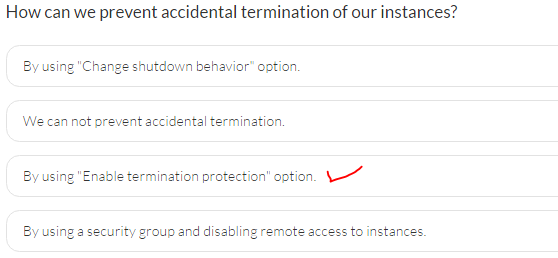 How can we prevent accidental termination of our instances?
By using "Change shutdown behavior" option.
We can not prevent accidental termination.
By using "Enable termination protection" option.
By using a security group and disabling remote access to instances.